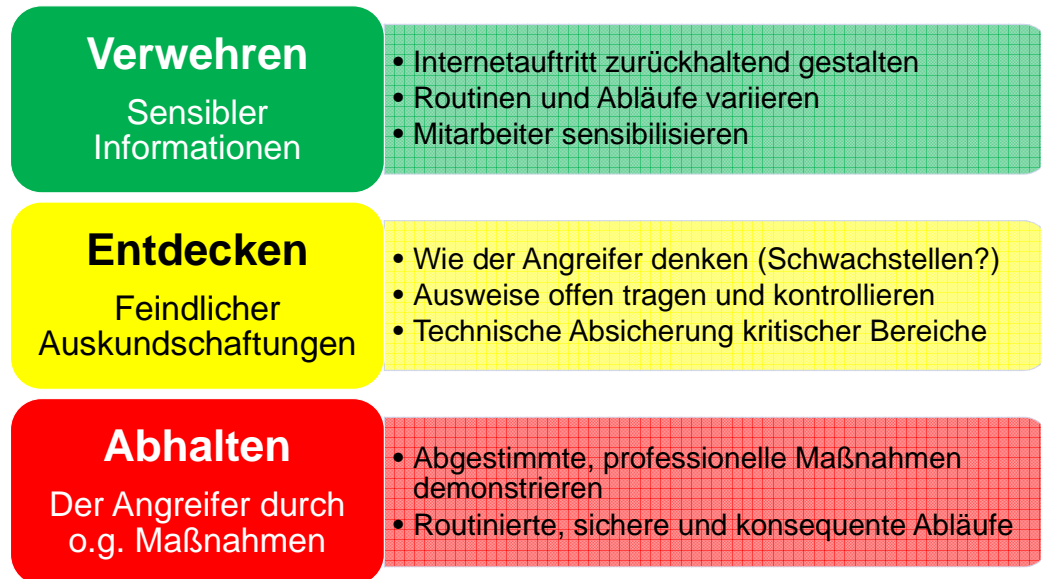 Verwehren
Sensibler
Informationen
• Internetauftritt zurückhaltend gestalten
• Routinen und Abläufe variieren
• Mitarbeiter sensibilisieren
Entdecken
Feindlicher
Auskundschaftungen
• Wie der Angreifer denken (Schwachstellen?)
• Ausweise offen tragen und kontrollieren
• Technische Absicherung kritischer Bereiche
Abhalten
Der Angreifer durch
o.g. Maßnahmen
• Abgestimmte, professionelle Maßnahmen
demonstrieren
• Routinierte, sichere und konsequente Abläufe